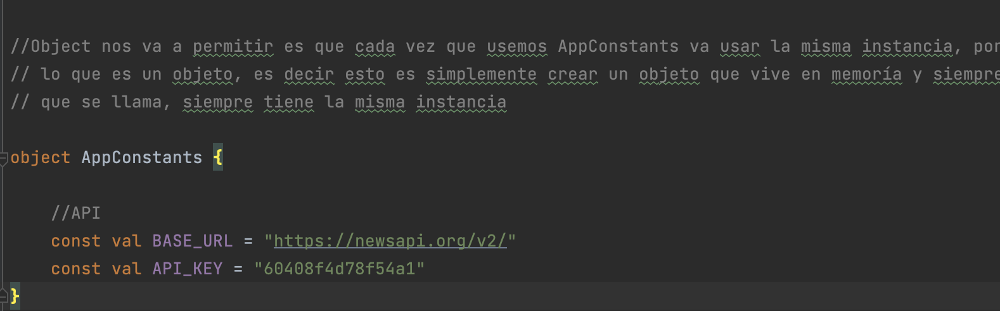 //Object nos va a permitir es que cada vez que usemos AppConstants va usar la misma instancia, por
// lo que es un objeto, es decir esto es simplemente crear un objeto que vive en memoría y siempre
// que se llama, siempre tiene la misma instancia
object AppConstants {
//API
const val BASE_URL = "https://newsapi.org/v2/"
const val API_KEY = "60408f4d78f54a1"
}